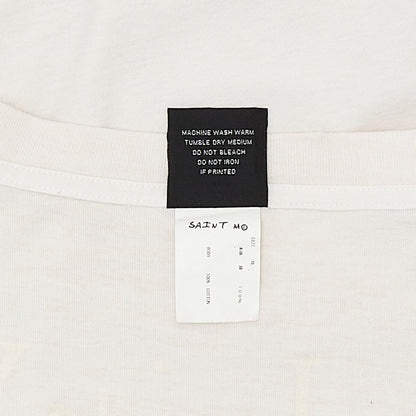 MACHINE WASH WARM
TUMBLE DRY MEDIUM
DO NOT BLEACH
DO NOT IRON
IF PRINTED
SAINT M